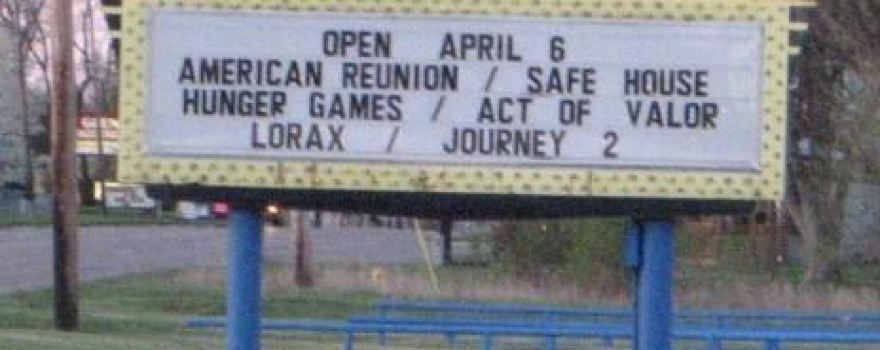 OPEN APRIL 6
AMERICAN REUNION / SAFE HOUSE
HUNGER GAMES / ACT OF VALOR
LORAX / JOURNEY 2